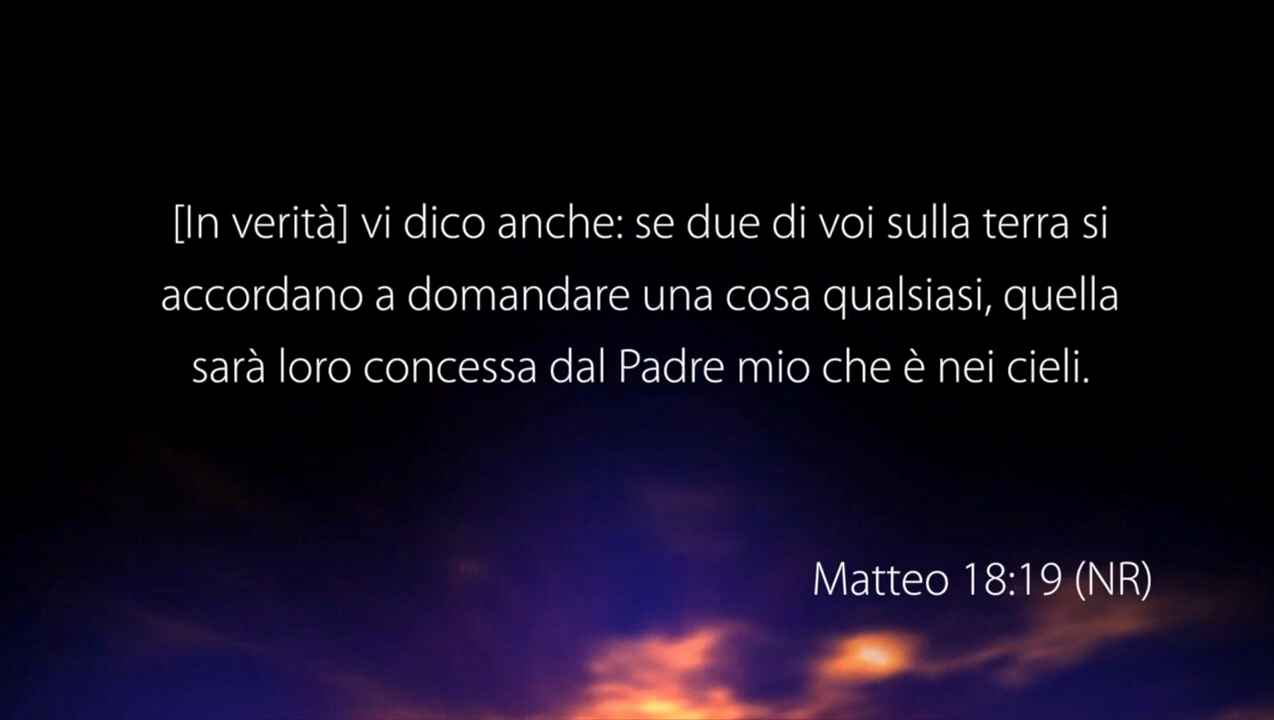 [In verità] vi dico anche: se due di voi sulla terra si
accordano a domandare una cosa qualsiasi, quella
sarà loro concessa dal Padre mio che è nei cieli.
Matteo 18:19 (NR)